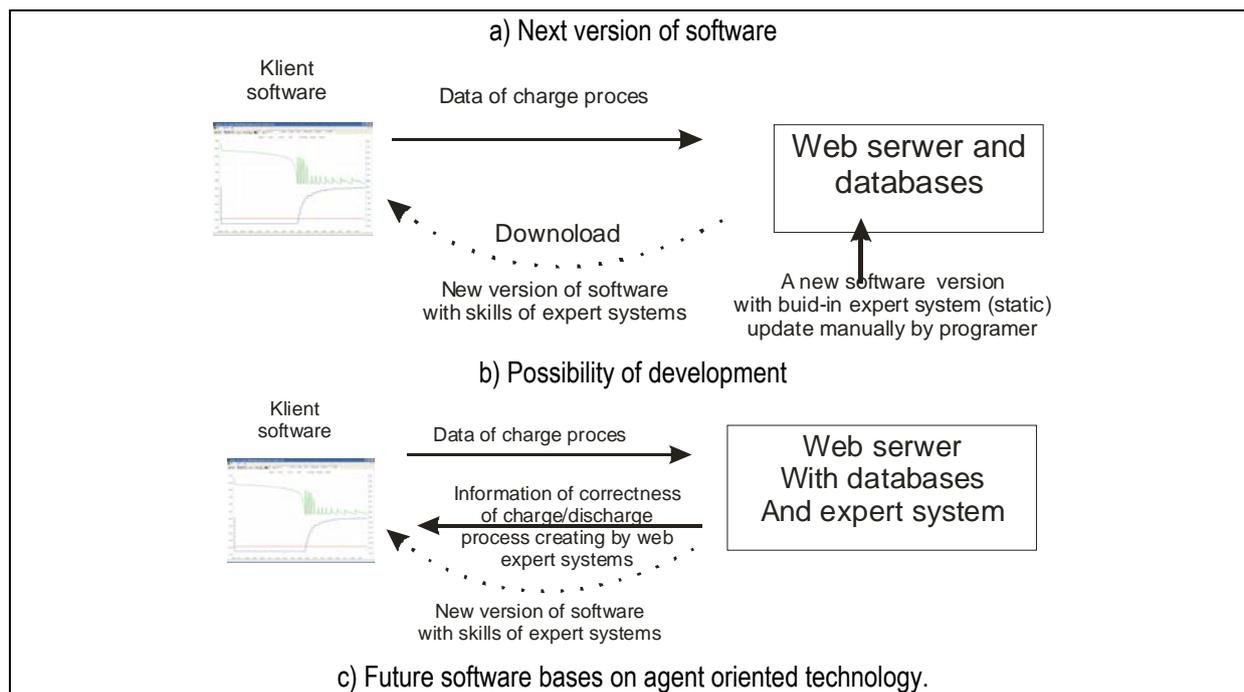 a) Next version of software
Klient
software
Data of charge proces
Web serwer and
databases
Downoload
New version of software
with skills of expert systems
A new software version
with buid-in expert system (static)
update manually by programer
b) Possibility of development
Klient
software
Data of charge proces
Web serwer
With databases
And expert system
Information of correctness
of charge/discharge
process creating by web
expert systems
New version of software
with skills of expert systems
c) Future software bases on agent oriented technology.